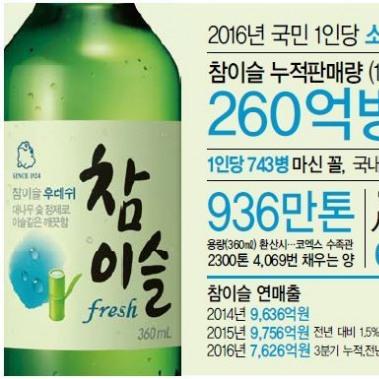 SINCE 1924
참이슬 후레쉬
대나무 숯 정제로
이슬같은 깨끗함
참
이슬
fresh
360mL
2016년 국민 1인당
참이슬 누적판매량
260억
1인당 743병 마신 꼴, 국내
936만톤
용량(360㎖) 환산시…코엑스 수족관
2300톤 4,069번 채우는 양
참이슬 연매출
2014년 9,636억원
2015년 9,756억원 전년 대비 1.5%
2016년 7,626억원 3분기 누적,전년